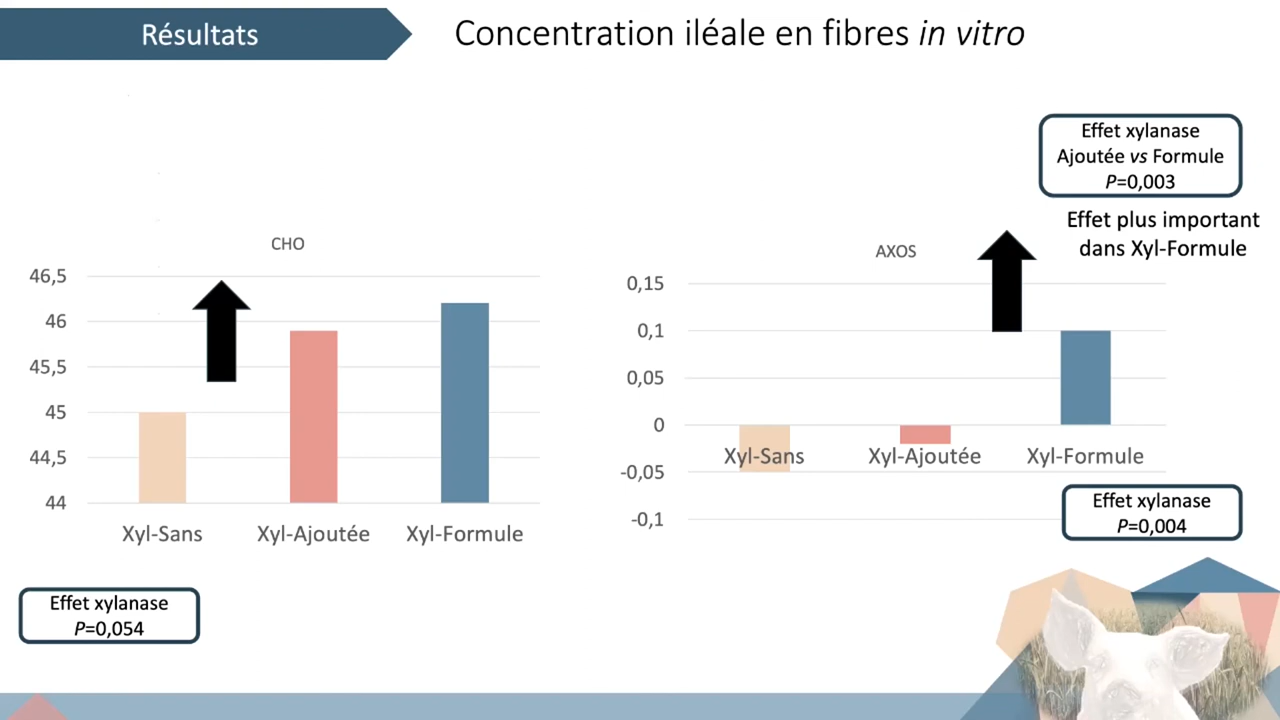 Résultats
Concentration iléale en fibres in vitro
Effet xylanase
Ajoutée vs Formule
P=0,003
Effet plus important
dans Xyl-Formule
CHO
46,5
46
45,5
45
44,5
44
Xyl-Sans
Xyl-Ajoutée
Xyl-Formule
Effet xylanase
P=0,054
AXOS
0,15
0,1
0,05
0
-0,05
-0,1
Xyl-Sans
Xyl-Ajoutée
Xyl-Formule
Effet xylanase
P=0,004